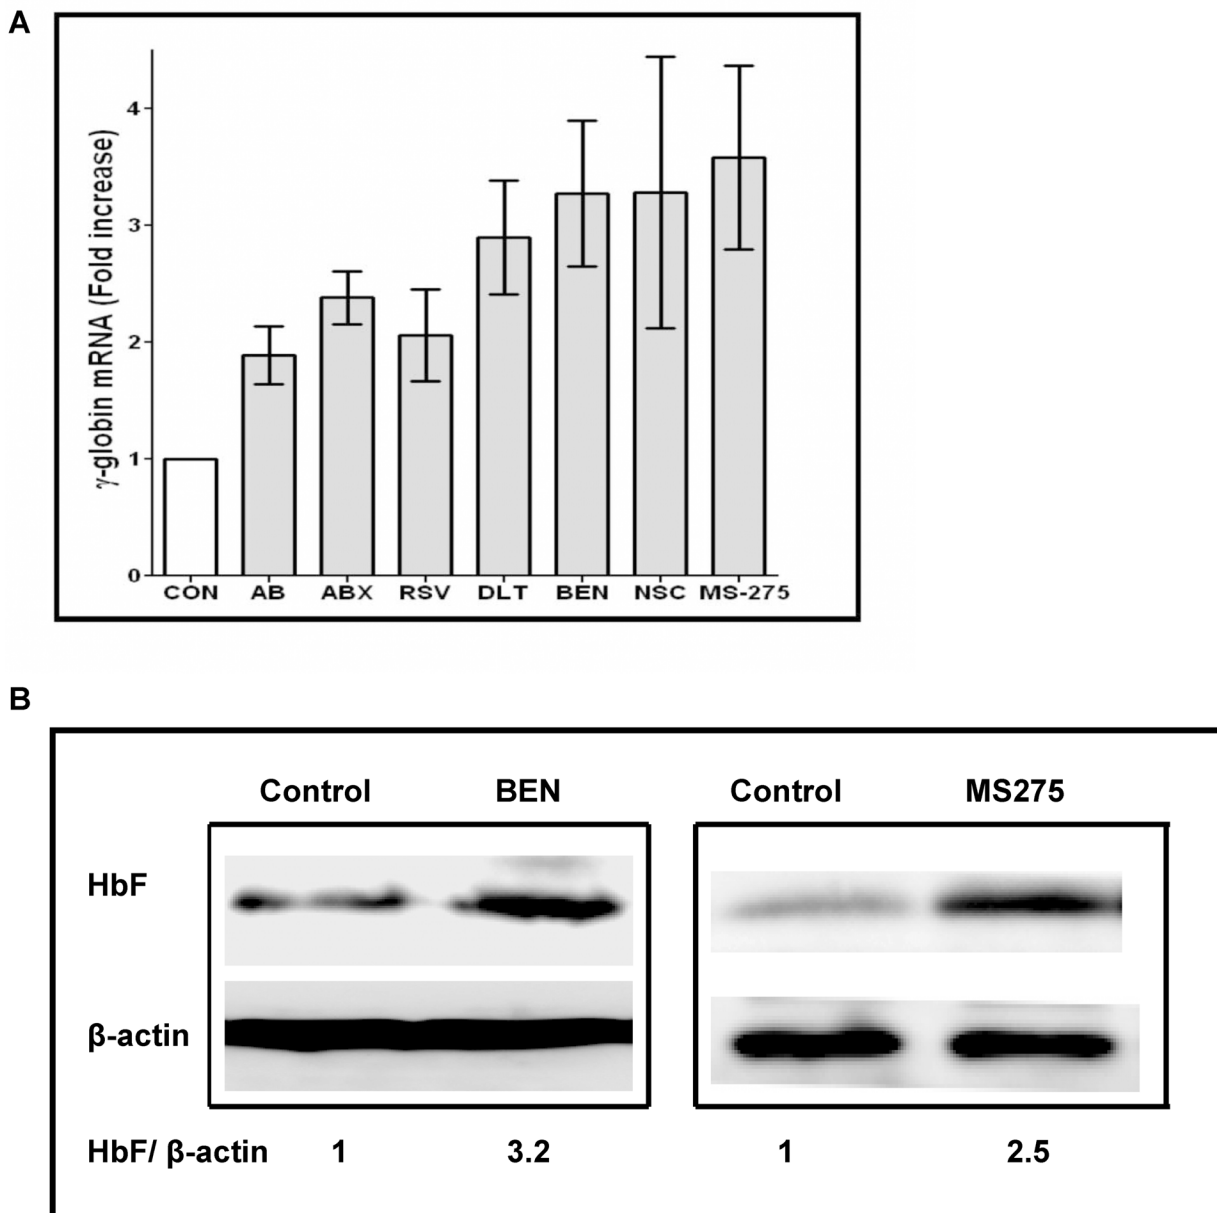 A
γ-globin mRNA (Fold increase)
4
3
2
1
0
CON AB ABX RSV DLT BEN NSC MS-275
B
Control BEN Control MS275
HbF
β-actin
HbF/ β-actin 1 3.2 1 2.5